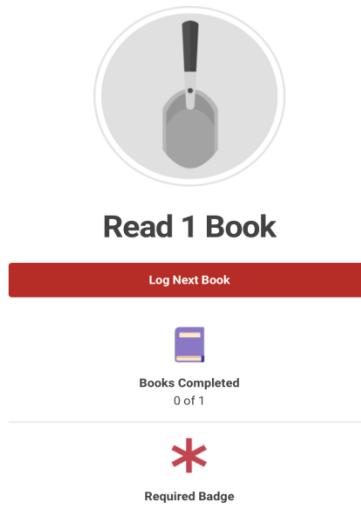 Read 1 Book
Log Next Book
Books Completed
0 of 1
Required Badge